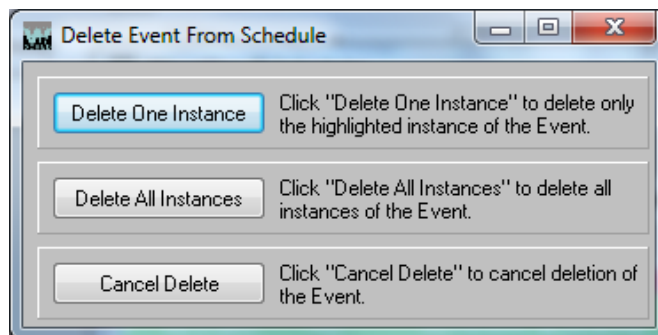 Delete Event From Schedule
Delete One Instance
Click "Delete One Instance" to delete only
the highlighted instance of the Event.
Delete All Instances
Click "Delete All Instances" to delete all
instances of the Event.
Cancel Delete
Click "Cancel Delete" to cancel deletion of
the Event.